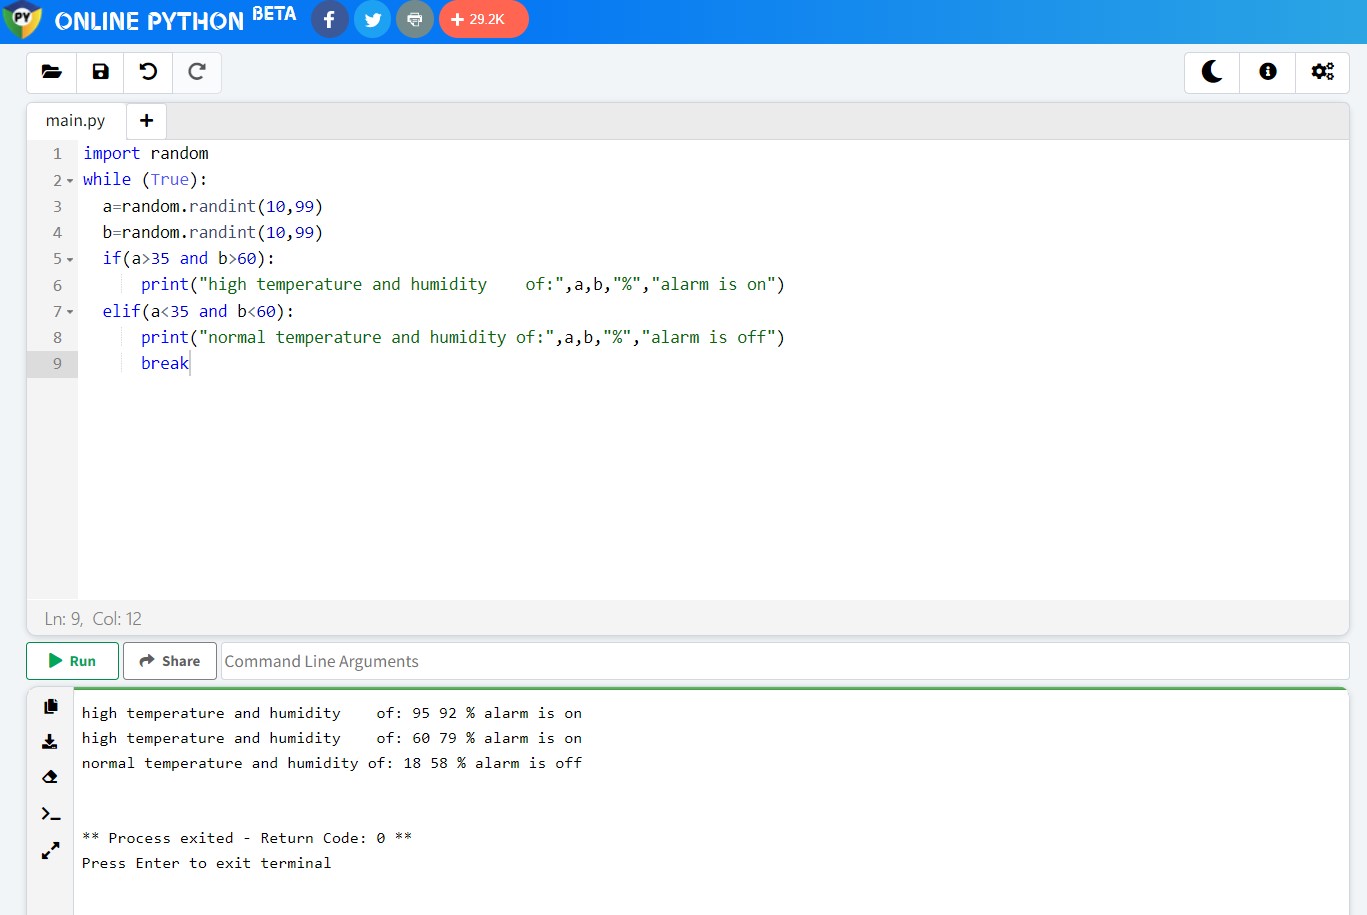 PY ONLINE PYTHON BETA f + 29.2K
main.py +
1 import random
2 while (True):
3   a=random.randint(10,99)
4   b=random.randint(10,99)
5   if(a>35 and b>60):
6       print("high temperature and humidity    of:",a,b,"%","alarm is on")
7   elif(a<35 and b<60):
8       print("normal temperature and humidity of:",a,b,"%","alarm is off")
9       break
Ln: 9,  Col: 12
Run Share Command Line Arguments
high temperature and humidity    of: 95 92 % alarm is on
high temperature and humidity    of: 60 79 % alarm is on
normal temperature and humidity of: 18 58 % alarm is off
** Process exited - Return Code: 0 **
Press Enter to exit terminal